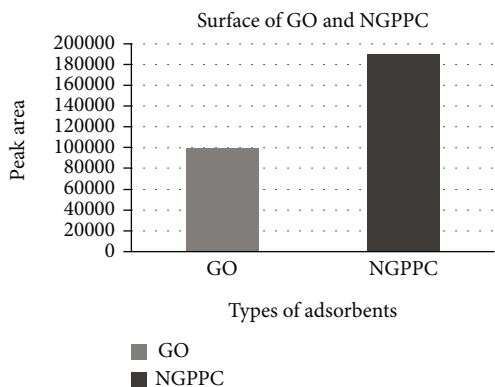 Surface of GO and NGPPC
Peak area
200000
180000
160000
140000
120000
100000
80000
60000
40000
20000
0
GO NGPPC
Types of adsorbents
GO
NGPPC